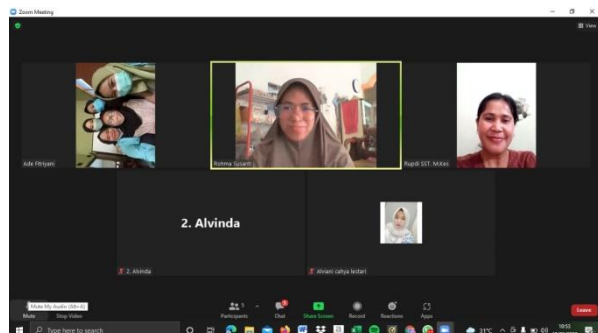 Zoom Meeting
View
Ade Fitriyani
Rohma Susanti
Rupdi SST. M.Kes
2. Alvinda
2. Alvinda
Alviani cahya lestari
Mute My Audio (Alt+A)
Mute
Stop Video
5
Participants
Chat
Share Screen
Record
Reactions
Apps
Leave
Type here to search
31°C
10:53